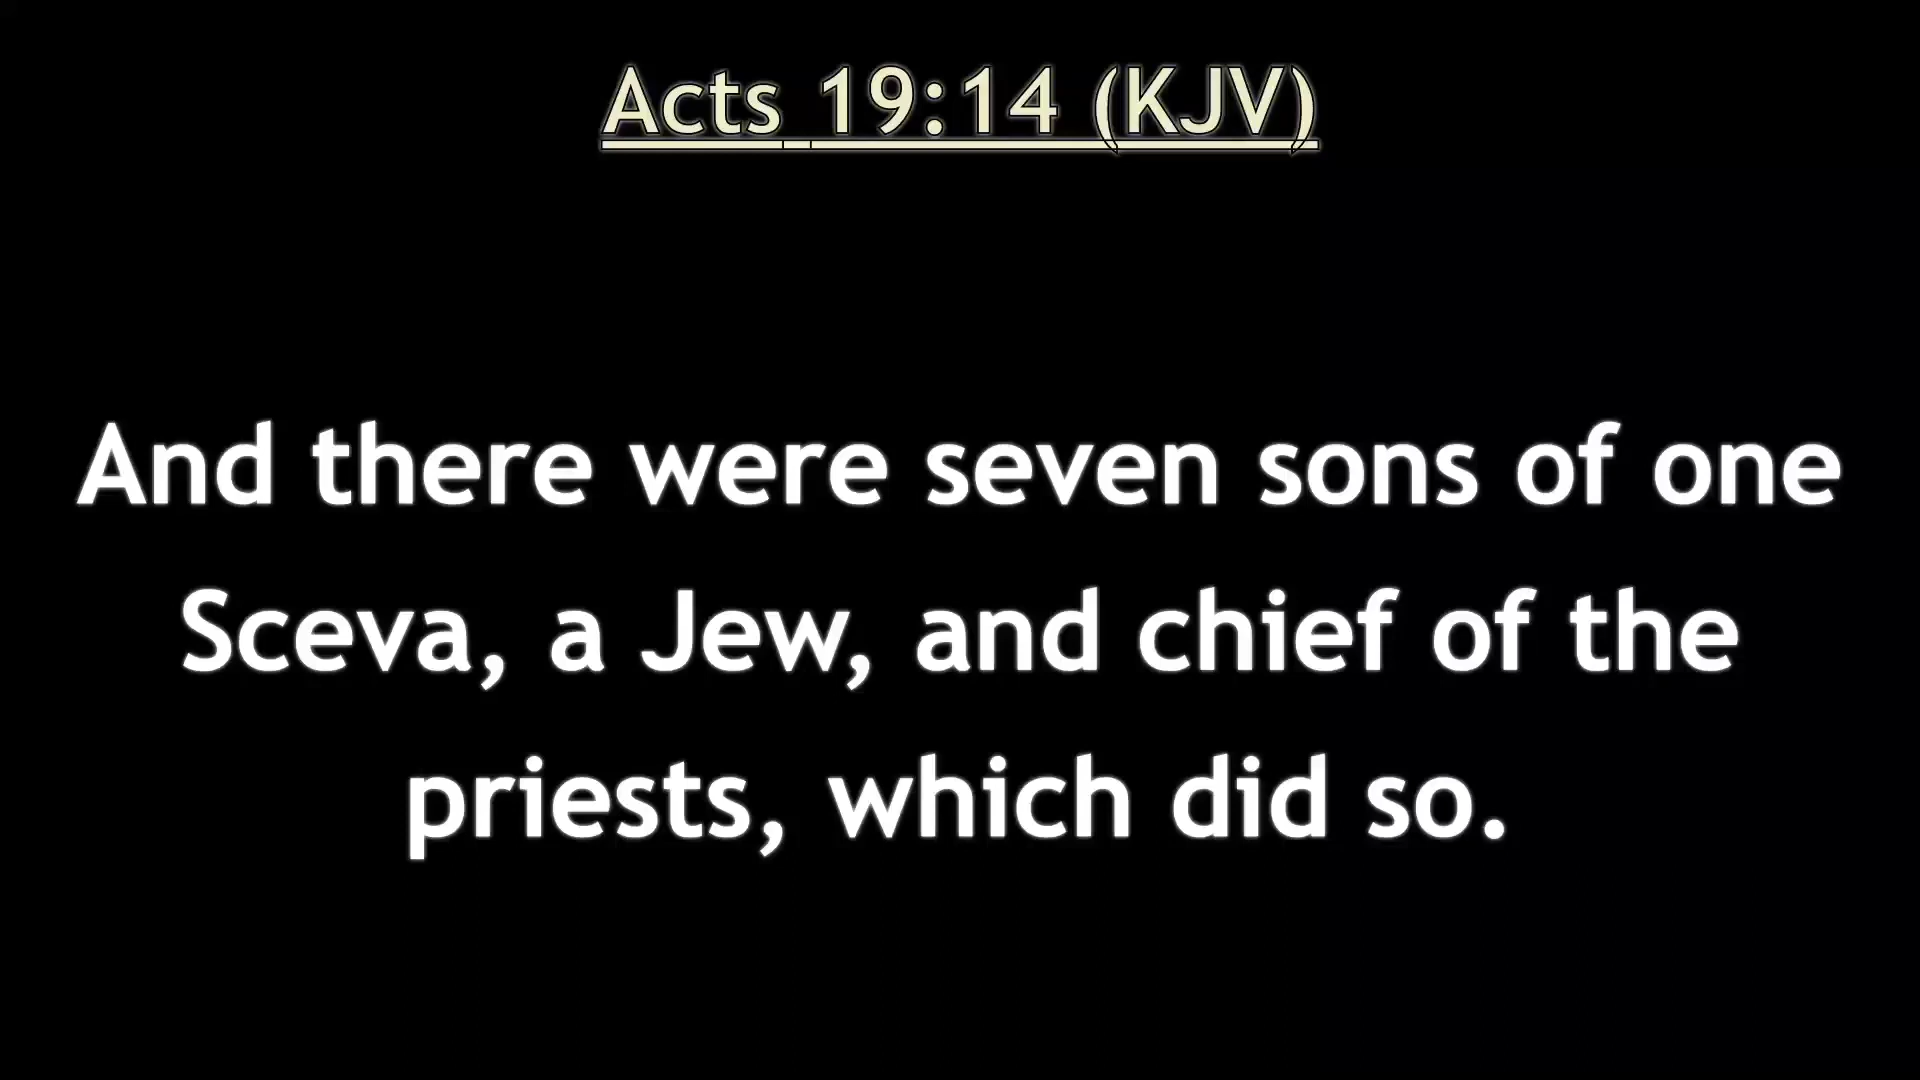 Acts 19:14 (KJV)
And there were seven sons of one
Sceva, a Jew, and chief of the
priests, which did so.